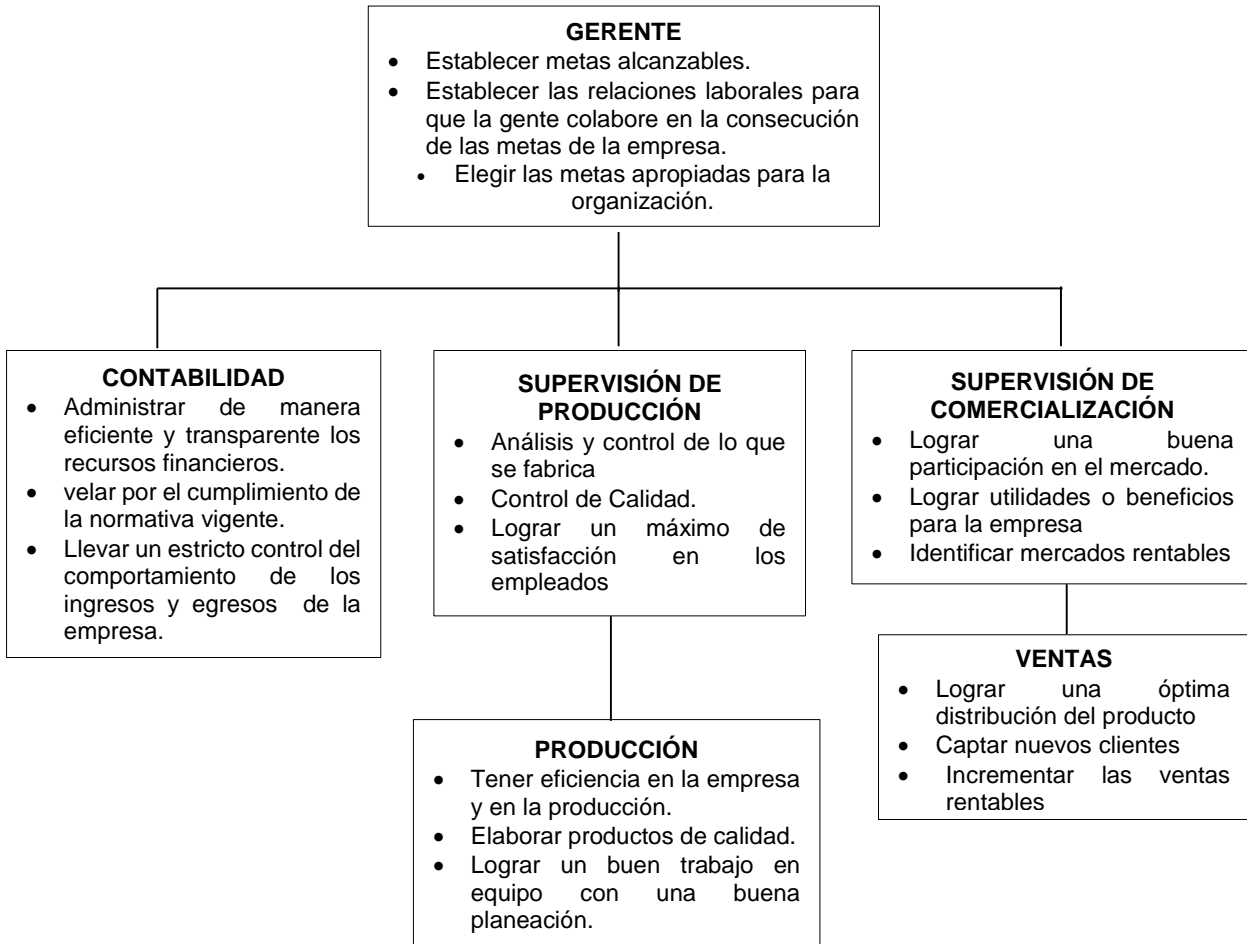 GERENTE
• Establecer metas alcanzables.
• Establecer las relaciones laborales para
que la gente colabore en la consecución
de las metas de la empresa.
• Elegir las metas apropiadas para la
organización.
CONTABILIDAD
• Administrar de manera
eficiente y transparente los
recursos financieros.
• velar por el cumplimiento de
la normativa vigente.
• Llevar un estricto control del
comportamiento de los
ingresos y egresos de la
empresa.
SUPERVISIÓN DE
PRODUCCIÓN
• Análisis y control de lo que
se fabrica
• Control de Calidad.
• Lograr un máximo de
satisfacción en los
empleados
SUPERVISIÓN DE
COMERCIALIZACIÓN
• Lograr una buena
participación en el mercado.
• Lograr utilidades o beneficios
para la empresa
• Identificar mercados rentables
VENTAS
• Lograr una óptima
distribución del producto
• Captar nuevos clientes
• Incrementar las ventas
rentables
PRODUCCIÓN
• Tener eficiencia en la empresa
y en la producción.
• Elaborar productos de calidad.
• Lograr un buen trabajo en
equipo con una buena
planeación.